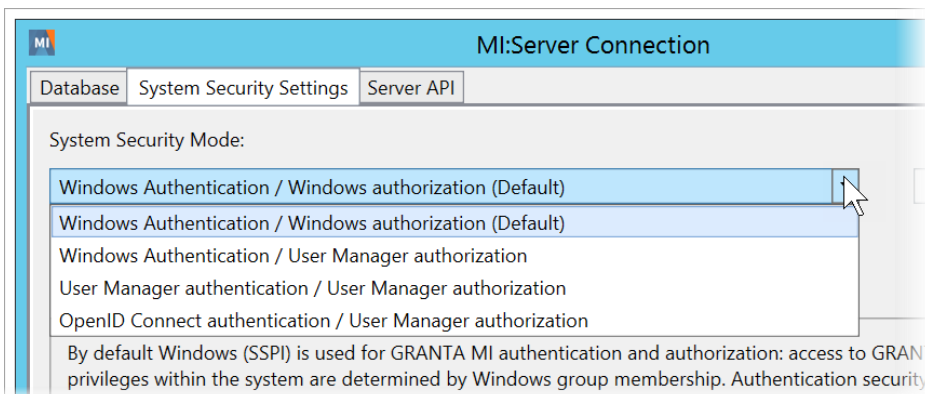 MI
MI:Server Connection
Database System Security Settings Server API
System Security Mode:
Windows Authentication / Windows authorization (Default)
Windows Authentication / Windows authorization (Default)
Windows Authentication / User Manager authorization
User Manager authentication / User Manager authorization
OpenID Connect authentication / User Manager authorization
By default Windows (SSPI) is used for GRANTA MI authentication and authorization: access to GRAN
privileges within the system are determined by Windows group membership. Authentication security